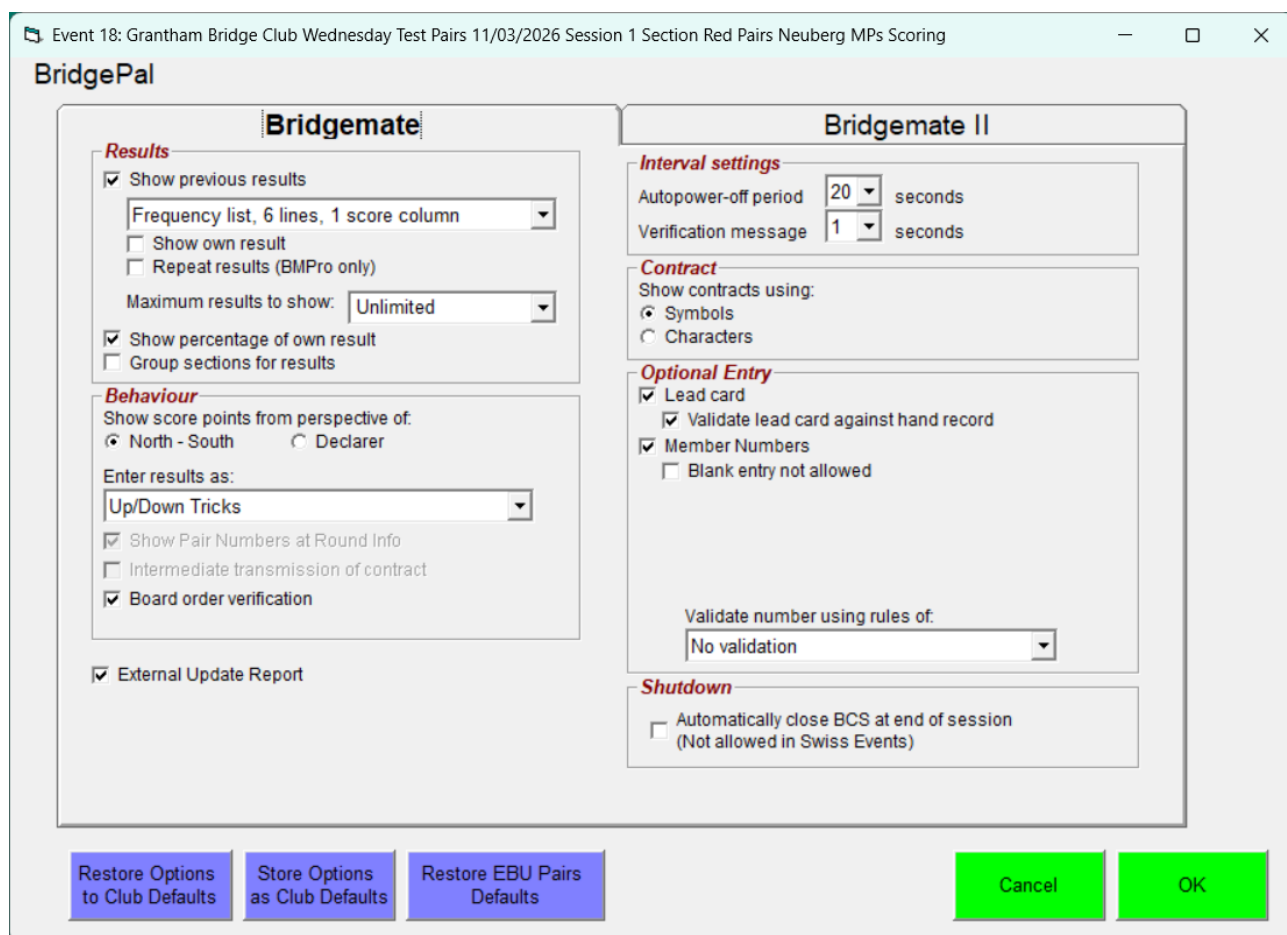 Event 18: Grantham Bridge Club Wednesday Test Pairs 11/03/2026 Session 1 Section Red Pairs Neuberg MPs Scoring
BridgePal
Bridgemate
Bridgemate II
Results
Show previous results
Frequency list, 6 lines, 1 score column
Show own result
Repeat results (BMPro only)
Maximum results to show:
Unlimited
Show percentage of own result
Group sections for results
Behaviour
Show score points from perspective of:
North - South
Declarer
Enter results as:
Up/Down Tricks
Show Pair Numbers at Round Info
Intermediate transmission of contract
Board order verification
External Update Report
Interval settings
Autopower-off period 20 seconds
Verification message 1 seconds
Contract
Show contracts using:
Symbols
Characters
Optional Entry
Lead card
Validate lead card against hand record
Member Numbers
Blank entry not allowed
Validate number using rules of:
No validation
Shutdown
Automatically close BCS at end of session
(Not allowed in Swiss Events)
Restore Options
to Club Defaults
Store Options
as Club Defaults
Restore EBU Pairs
Defaults
Cancel
OK